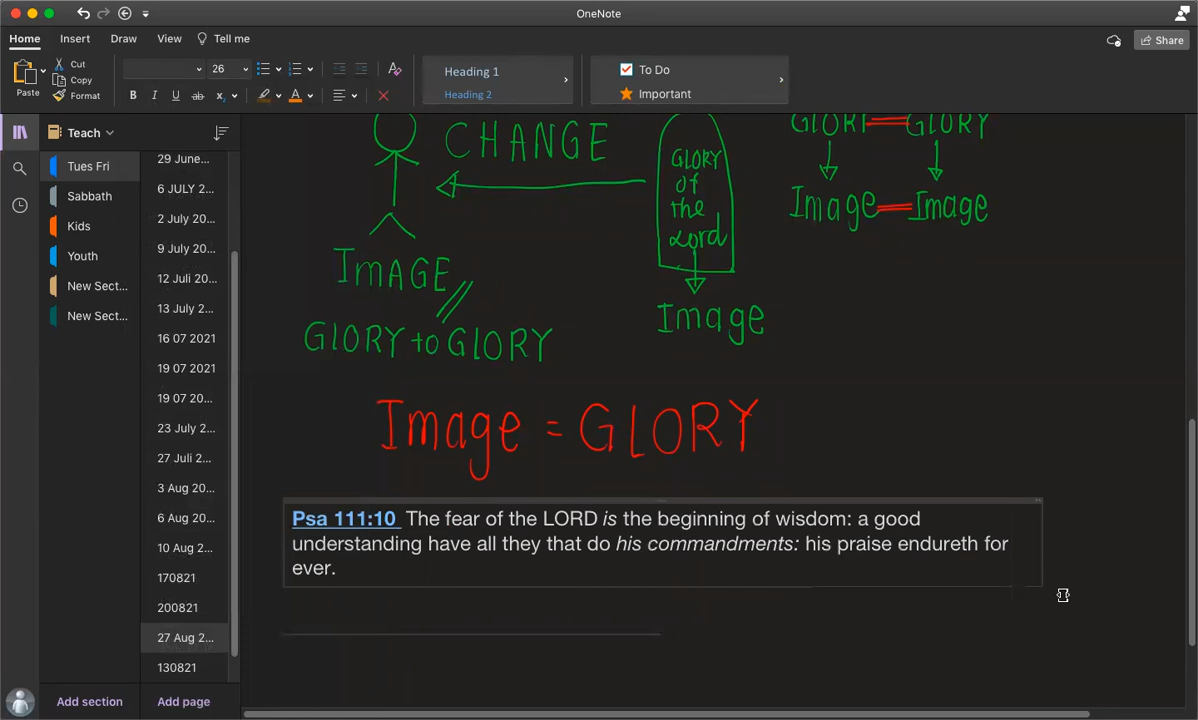 OneNote
Home Insert Draw View Tell me
Share
Paste
Cut
Copy
Format
26
B I U ab X2 A
Heading 1
Heading 2
To Do
Important
Teach
Tues Fri
Sabbath
Kids
Youth
New Sect...
New Sect...
Add section
29 June...
6 JULY 2...
2 July 20...
9 July 20...
12 Juli 20...
13 July 2...
16 07 2021
19 07 2021
19 07 20...
23 July 2...
27 Juli 20...
3 Aug 20...
6 Aug 20...
10 Aug 2...
170821
200821
27 Aug 2...
130821
Add page
CHANGE
IMAGE
GLORY to GLORY
GLORY
of
the
Lord
Image
GLORY = GLORY
Image = Image
Image = GLORY
Psa 111:10 The fear of the LORD is the beginning of wisdom: a good
understanding have all they that do his commandments: his praise endureth for
ever.